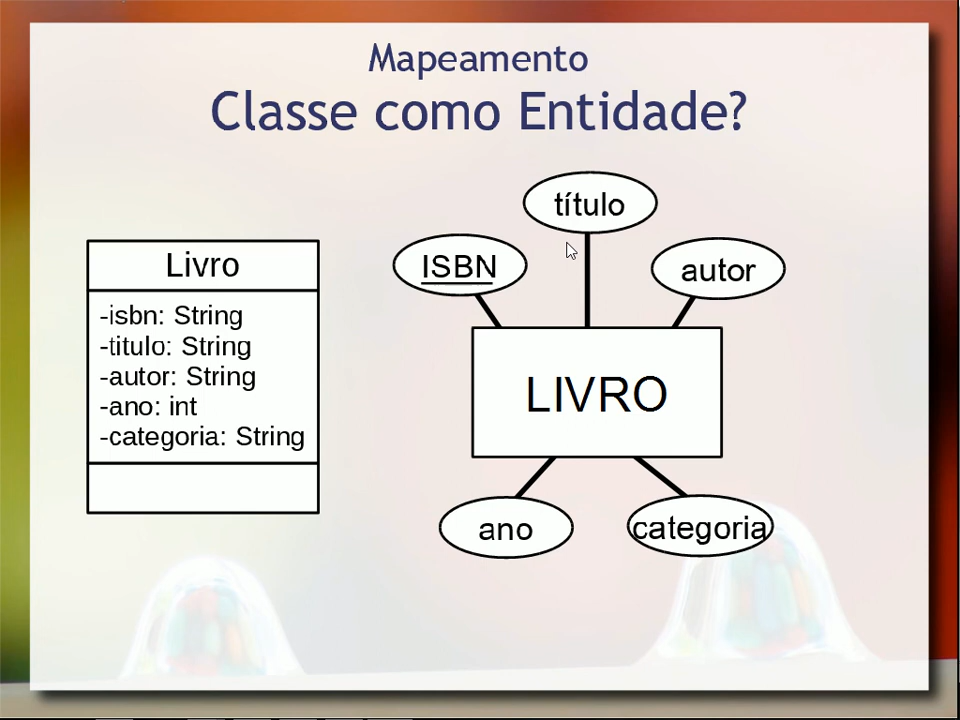 Mapeamento
Classe como Entidade?
Livro
-isbn: String
-titulo: String
-autor: String
-ano: int
-categoria: String
título
ISBN
autor
LIVRO
ano
categoria